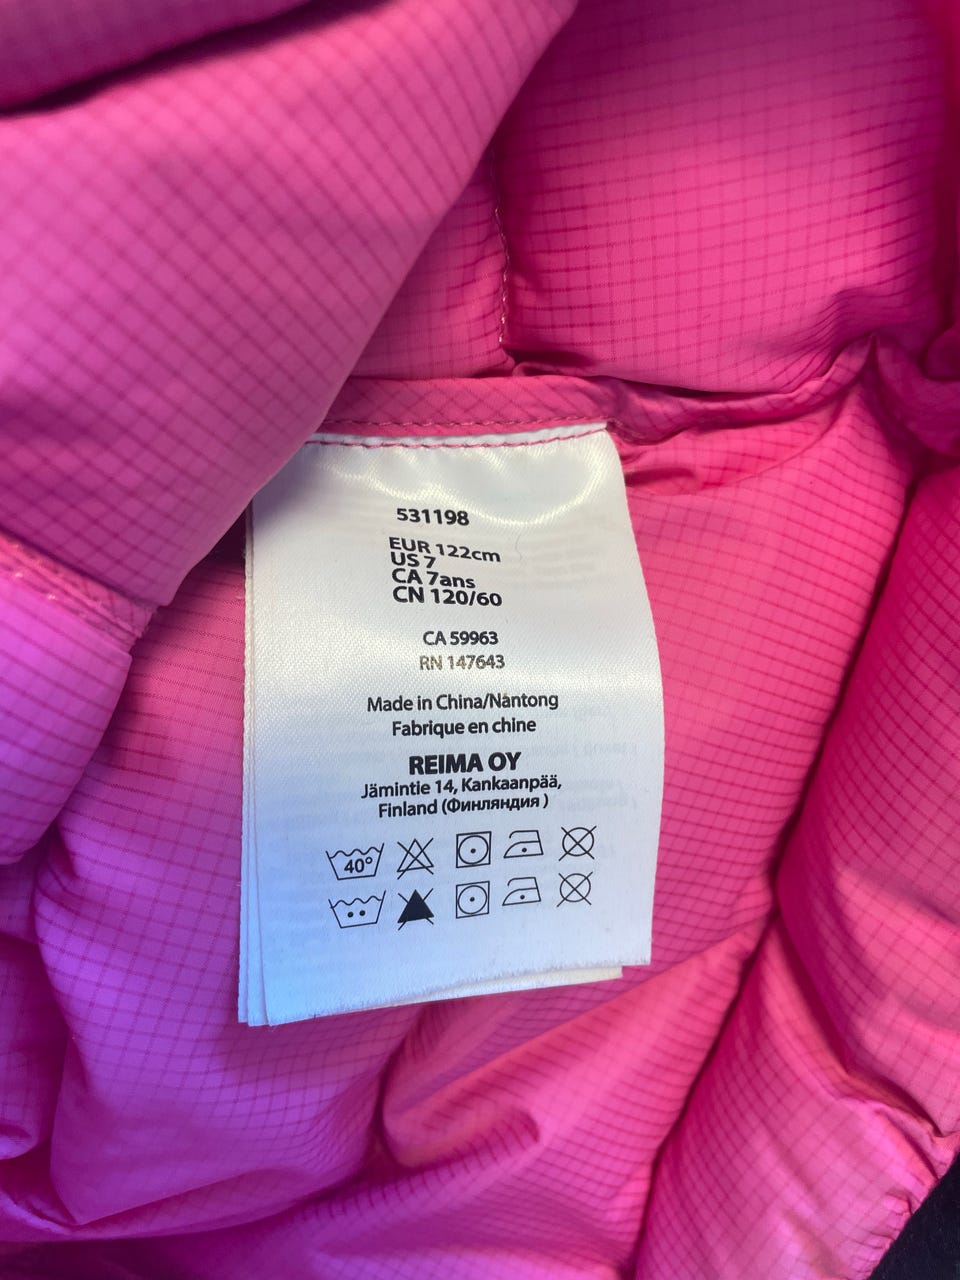 531198
EUR 122cm
US 7
CA 7ans
CN 120/60
CA 59963
RN 147643
Made in China/Nantong
Fabrique en chine
REIMA OY
Jämintie 14, Kankaanpää,
Finland (Финляндия )
40°